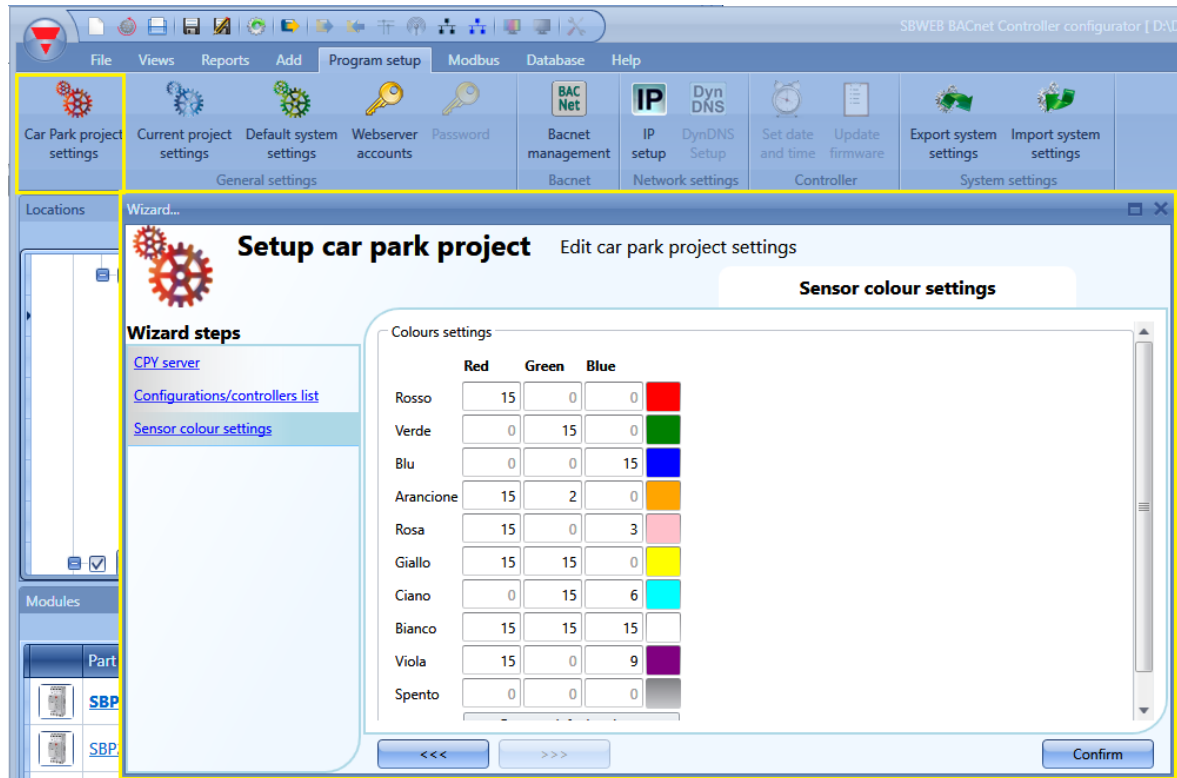 SBWEB BACnet Controller configurator [ D:\D
File Views Reports Add Program setup Modbus Database Help
BAC Net IP Dyn DNS
Car Park project settings
Current project settings
Default system settings
Webserver accounts
Password
Bacnet management
IP setup
DynDNS Setup
Set date and time
Update firmware
Export system settings
Import system settings
General settings Bacnet Network settings Controller System settings
Locations
Wizard...
Setup car park project Edit car park project settings
Sensor colour settings
Wizard steps
CPY server
Configurations/controllers list
Sensor colour settings
Colours settings
Red Green Blue
Rosso 15 0 0
Verde 0 15 0
Blu 0 0 15
Arancione 15 2 0
Rosa 15 0 3
Giallo 15 15 0
Ciano 0 15 6
Bianco 15 15 15
Viola 15 0 9
Spento 0 0 0
<<< >>> Confirm
Modules
Part
SBP
SBP